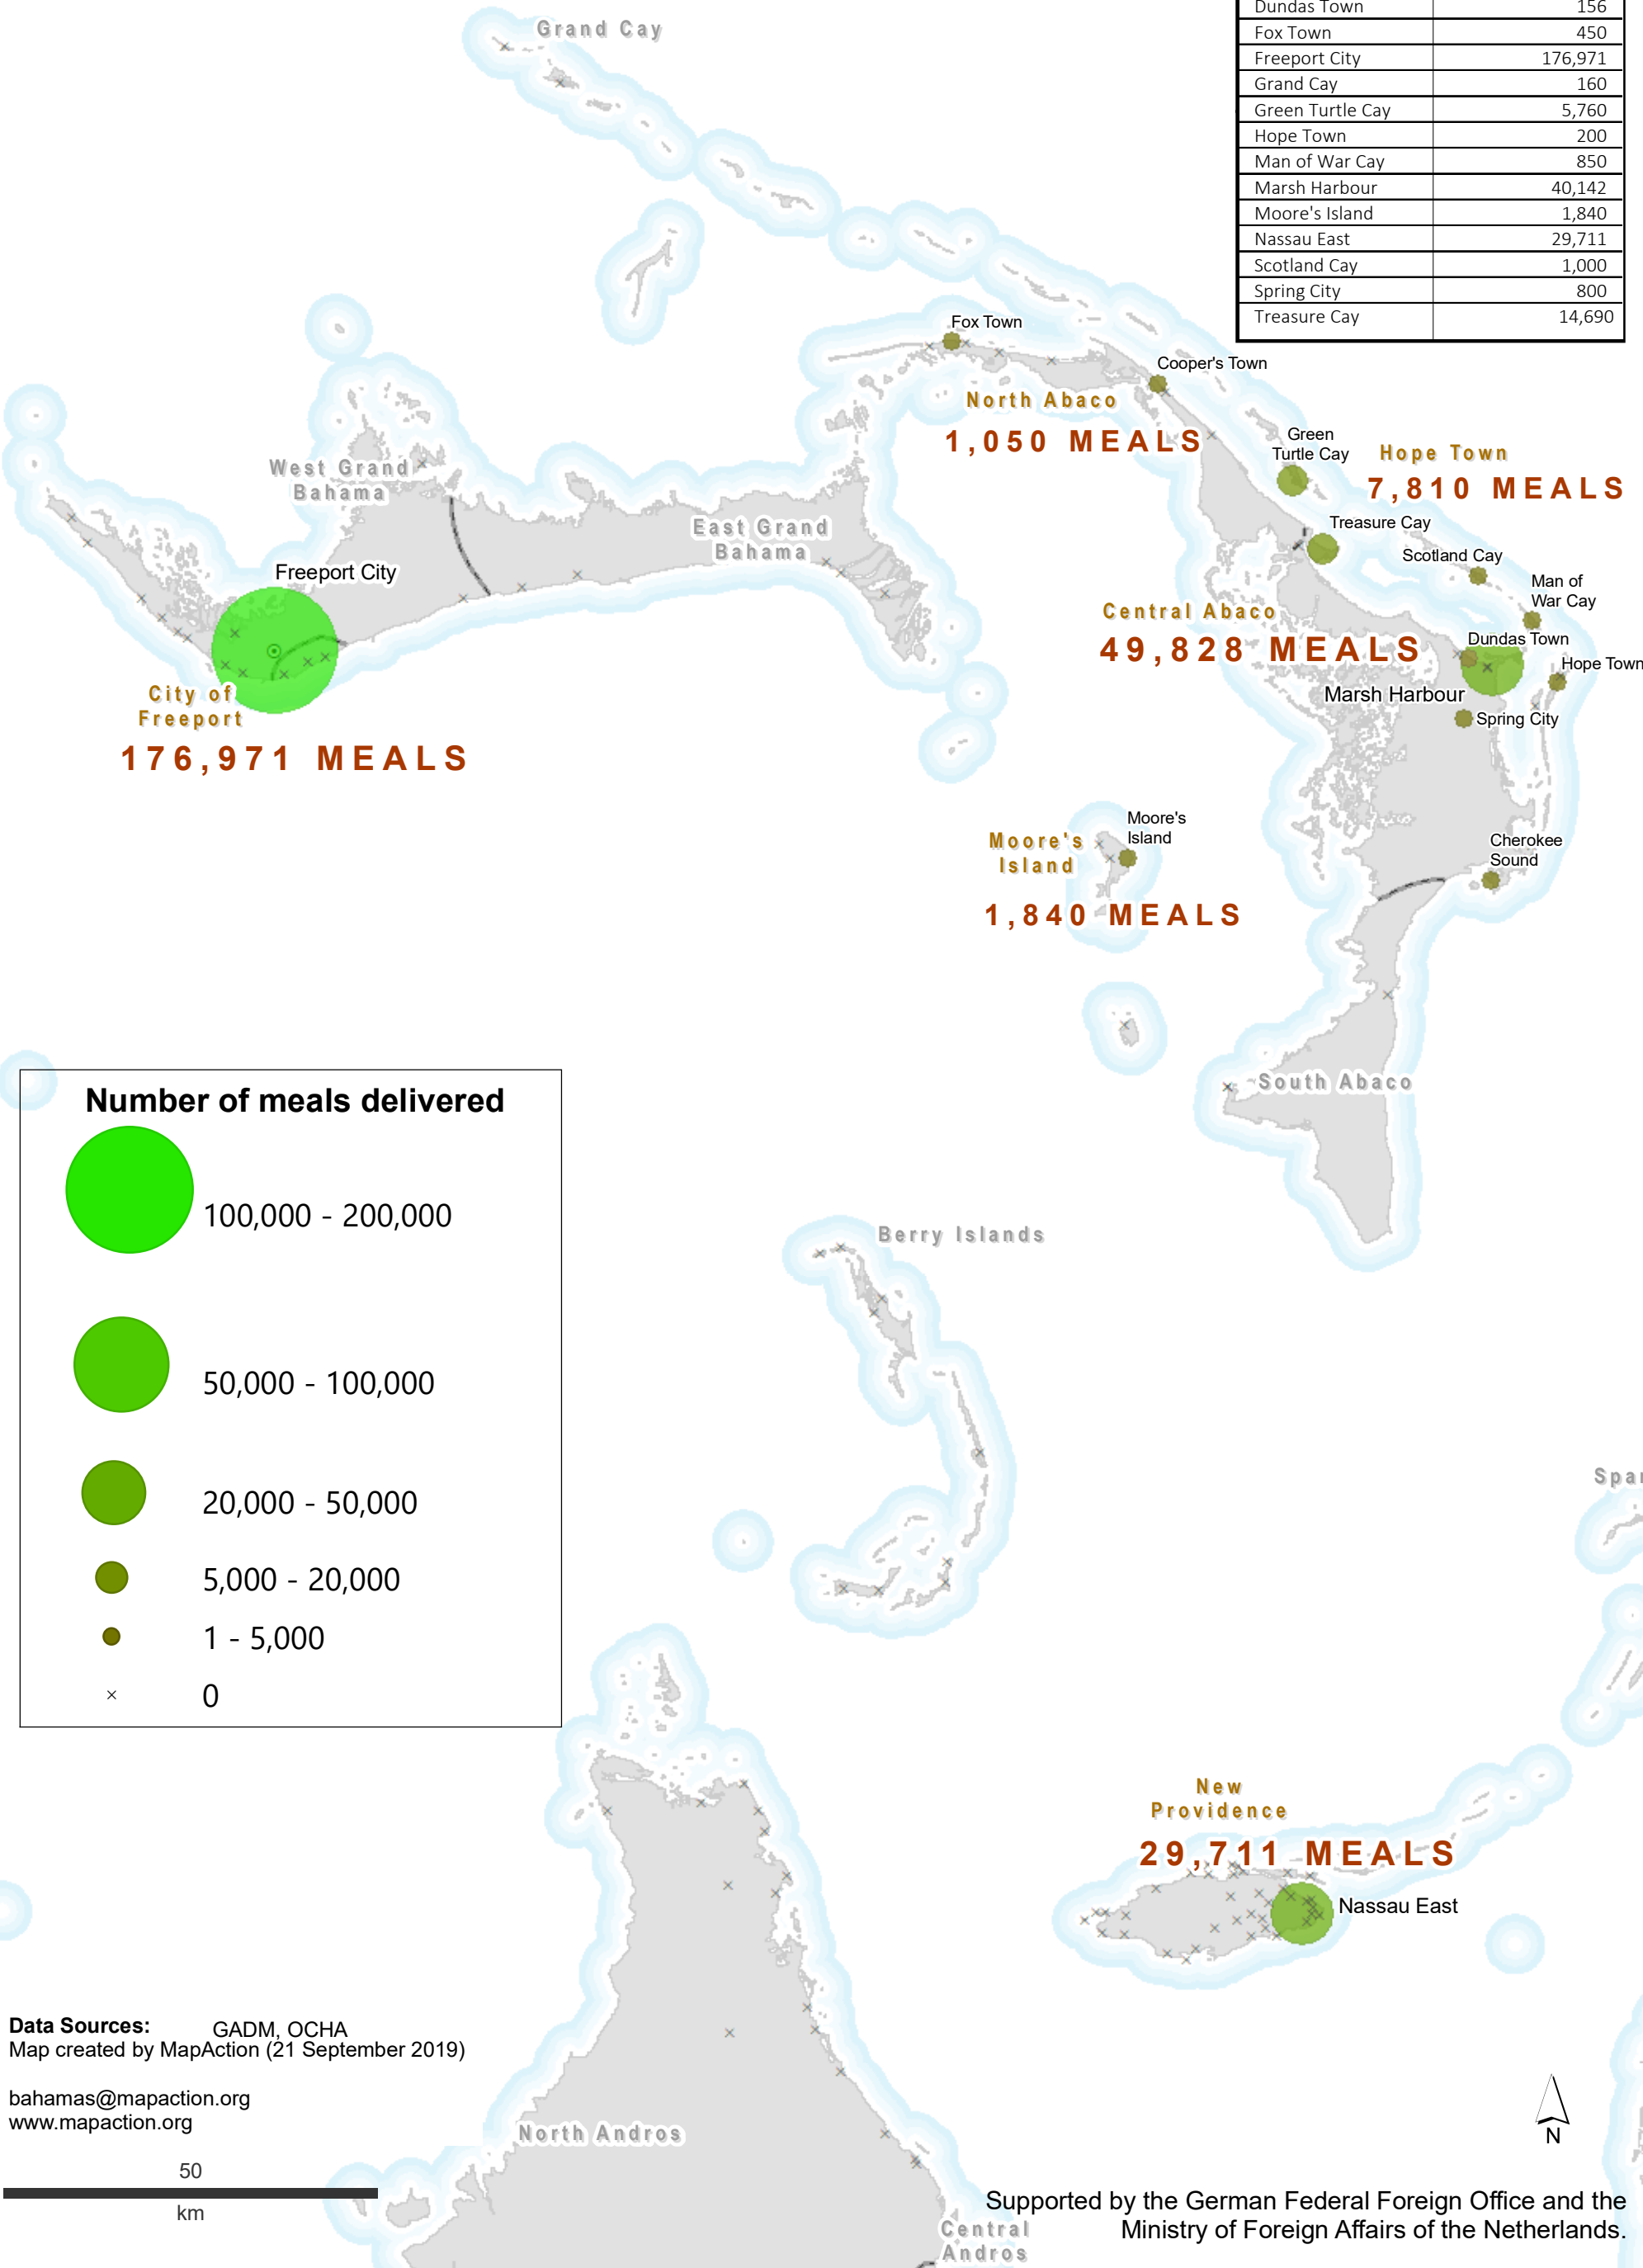 Dundas Town 156
Fox Town 450
Freeport City 176,971
Grand Cay 160
Green Turtle Cay 5,760
Hope Town 200
Man of War Cay 850
Marsh Harbour 40,142
Moore's Island 1,840
Nassau East 29,711
Scotland Cay 1,000
Spring City 800
Treasure Cay 14,690
Grand Cay
Fox Town
Cooper's Town
North Abaco
1,050 MEALS
Green
Turtle Cay
Hope Town
7,810 MEALS
West Grand
Bahama
East Grand
Bahama
Treasure Cay
Scotland Cay
Man of
War Cay
Freeport City
Central Abaco
49,828 MEALS
Dundas Town
Hope Town
Marsh Harbour
Spring City
City of
Freeport
176,971 MEALS
Moore's
Island
Moore's
Island
1,840 MEALS
Cherokee
Sound
South Abaco
Number of meals delivered
100,000 - 200,000
50,000 - 100,000
20,000 - 50,000
5,000 - 20,000
1 - 5,000
0
Berry Islands
Spa
New
Providence
29,711 MEALS
Nassau East
Data Sources: GADM, OCHA
Map created by MapAction (21 September 2019)
bahamas@mapaction.org
www.mapaction.org
50
km
North Andros
Central
Andros
N
Supported by the German Federal Foreign Office and the
Ministry of Foreign Affairs of the Netherlands.